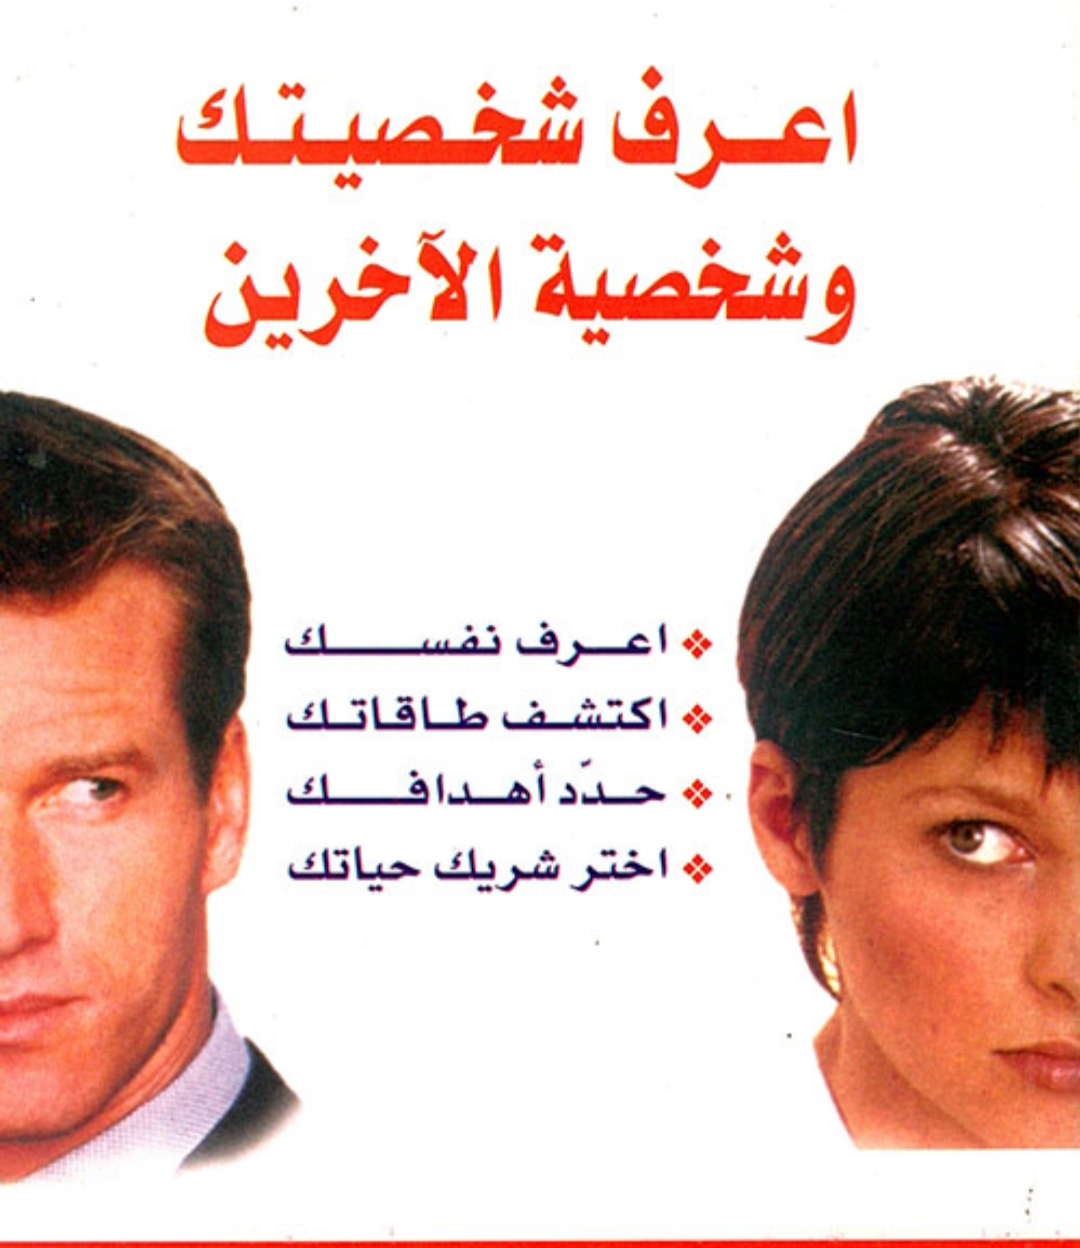 اعرف شخصيتك
وشخصية الآخرين
اعرف نفسك
اكتشف طاقاتك
حدّد أهدافك
اختر شريك حياتك